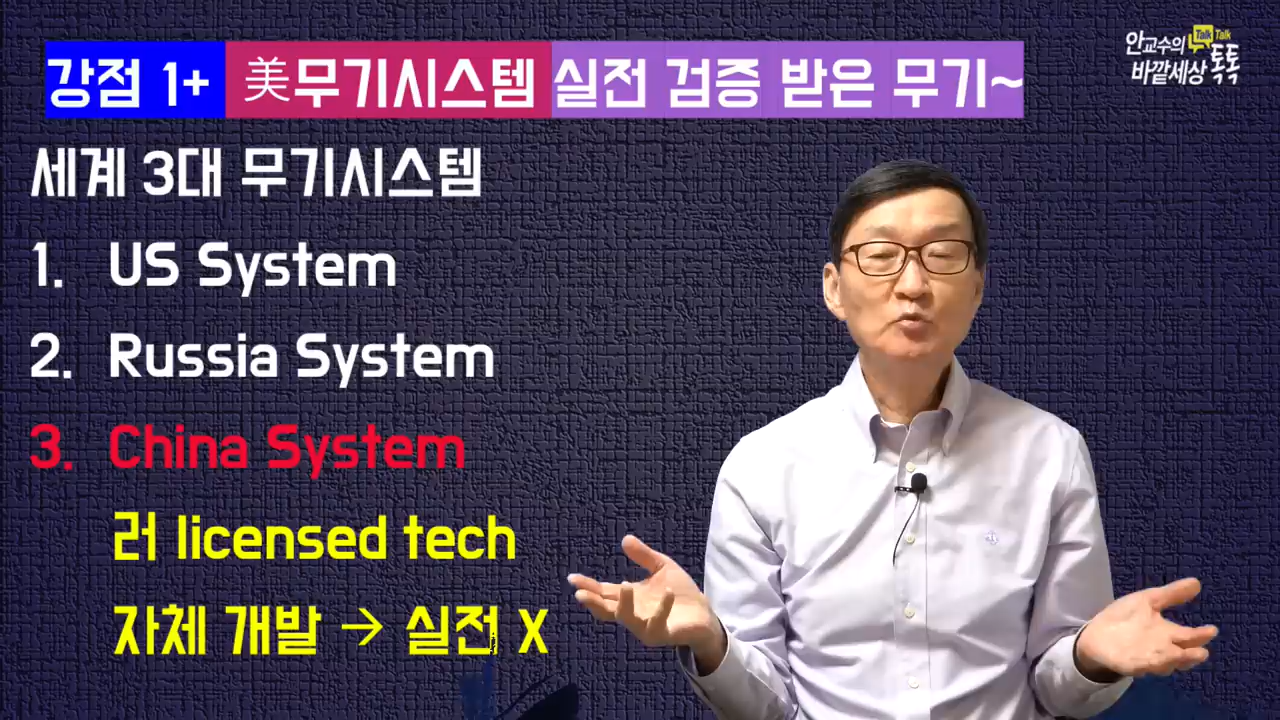 강점 1+ 美무기시스템 실전 검증 받은 무기~
안교수의 Talk Talk
바깥세상 톡톡
세계 3대 무기시스템
1. US System
2. Russia System
3. China System
러 licensed tech
자체 개발 → 실전 X